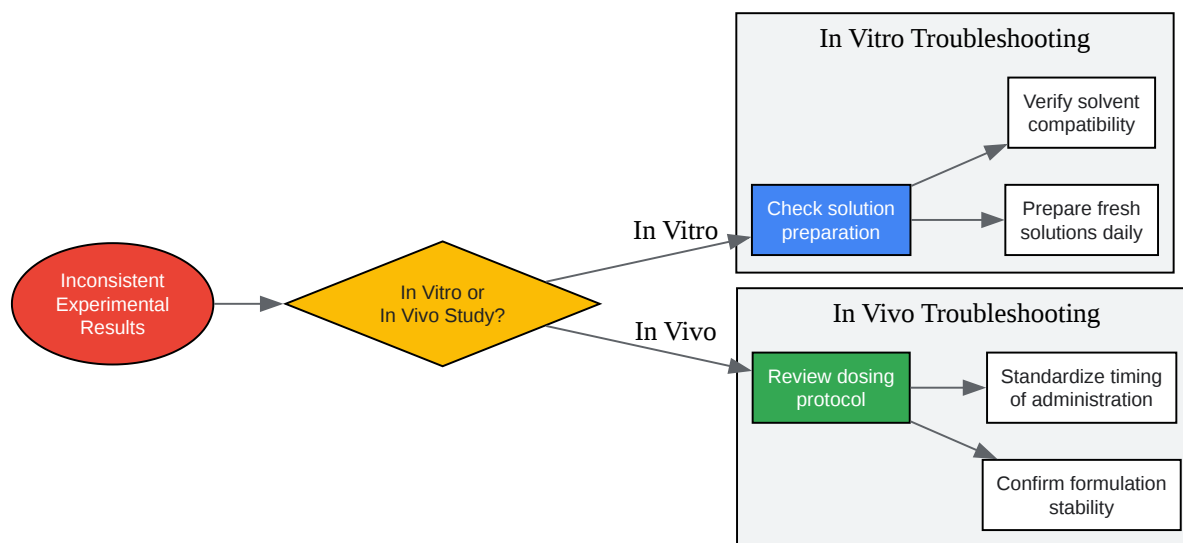 Inconsistent
Experimental
Results
In Vitro or
In Vivo Study?
In Vitro
In Vivo
In Vitro Troubleshooting
Check solution
preparation
Verify solvent
compatibility
Prepare fresh
solutions daily
In Vivo Troubleshooting
Review dosing
protocol
Standardize timing
of administration
Confirm formulation
stability